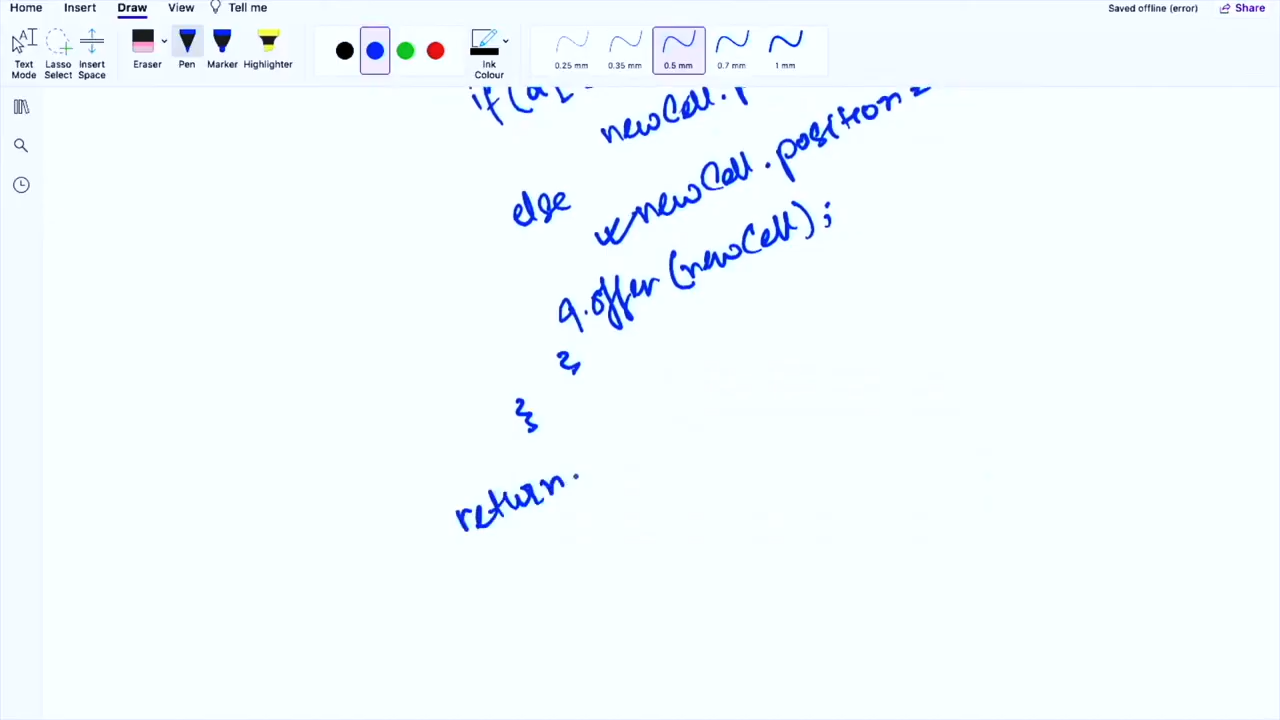 Home Insert Draw View Tell me Saved offline (error) Share
Text Mode Lasso Select Insert Space Eraser Pen Marker Highlighter Ink Colour 0.25 mm 0.35 mm 0.5 mm 0.7 mm 1 mm
if(a[
newCell.p
else
newCell.position =
q.offer(newCell);
}
}
return